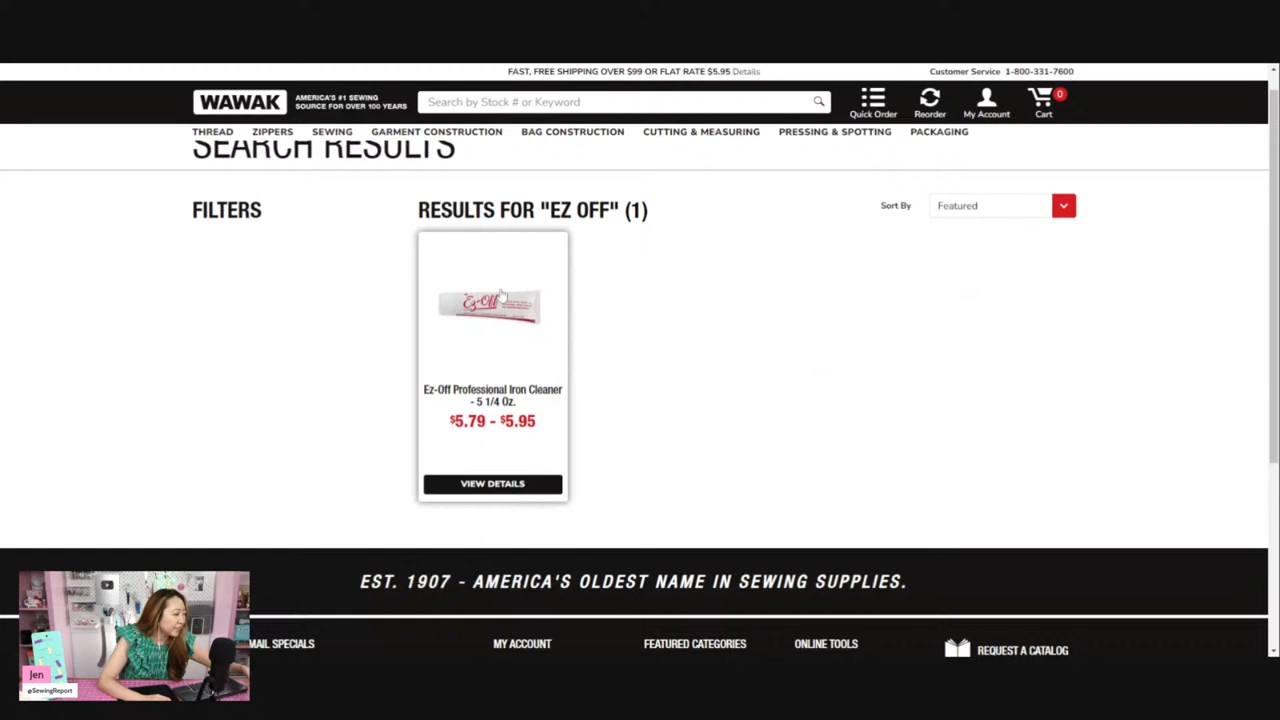 FAST, FREE SHIPPING OVER $99 OR FLAT RATE $5.95 Details
Customer Service 1-800-331-7600
WAWAK
AMERICA'S #1 SEWING
SOURCE FOR OVER 100 YEARS
Search by Stock # or Keyword
Quick Order
Reorder
My Account
0
Cart
THREAD ZIPPERS SEWING GARMENT CONSTRUCTION BAG CONSTRUCTION CUTTING & MEASURING PRESSING & SPOTTING PACKAGING
SEARCH RESULTS
FILTERS
RESULTS FOR "EZ OFF" (1)
Sort By
Featured
Ez-Off
Ez-Off Professional Iron Cleaner
- 5 1/4 Oz.
$5.79 - $5.95
VIEW DETAILS
EST. 1907 - AMERICA'S OLDEST NAME IN SEWING SUPPLIES.
MAIL SPECIALS
MY ACCOUNT
FEATURED CATEGORIES
ONLINE TOOLS
REQUEST A CATALOG
Jen
@SewingReport